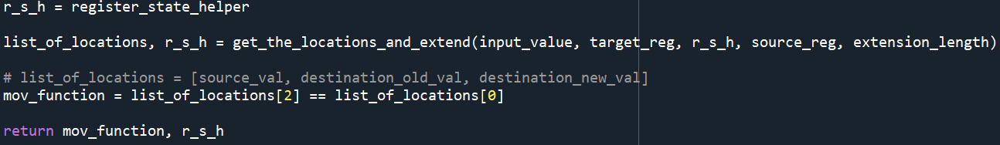 r_s_h = register_state_helper
list_of_locations, r_s_h = get_the_locations_and_extend(input_value, target_reg, r_s_h, source_reg, extension_length)
# list_of_locations = [source_val, destination_old_val, destination_new_val]
mov_function = list_of_locations[2] == list_of_locations[0]
return mov_function, r_s_h